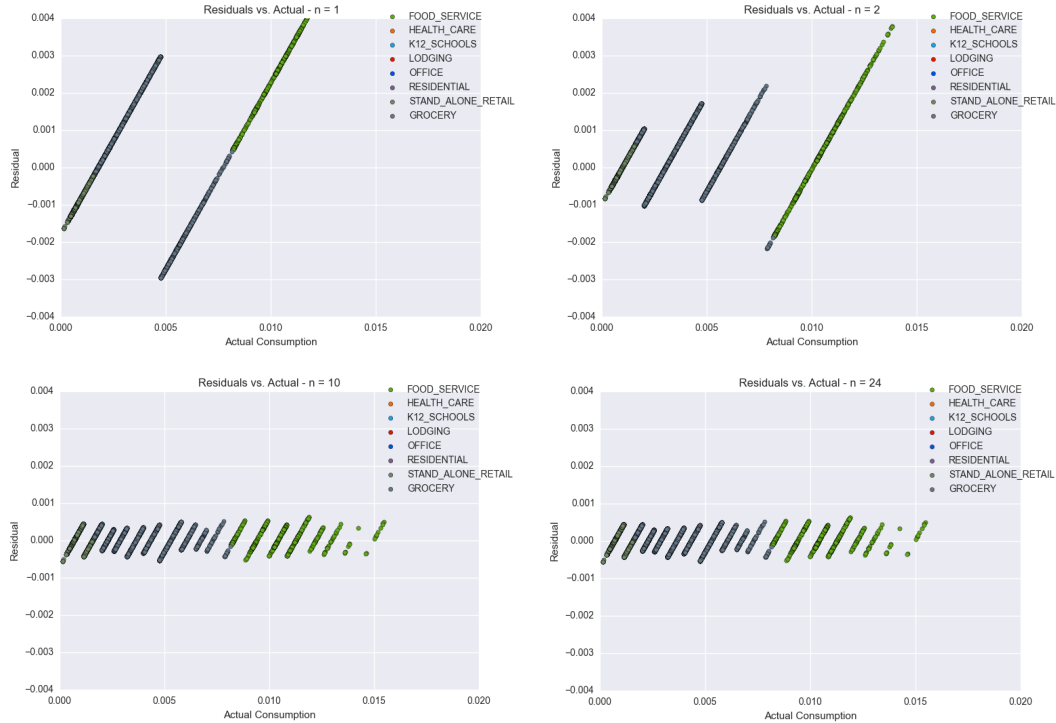 Residuals vs. Actual - n = 1
0.004
0.003
0.002
0.001
0.000
−0.001
−0.002
−0.003
−0.004
Residual
0.000
0.005
0.010
0.015
0.020
Actual Consumption
FOOD_SERVICE
HEALTH_CARE
K12_SCHOOLS
LODGING
OFFICE
RESIDENTIAL
STAND_ALONE_RETAIL
GROCERY
Residuals vs. Actual - n = 2
0.004
0.003
0.002
0.001
0.000
−0.001
−0.002
−0.003
−0.004
Residual
0.000
0.005
0.010
0.015
0.020
Actual Consumption
FOOD_SERVICE
HEALTH_CARE
K12_SCHOOLS
LODGING
OFFICE
RESIDENTIAL
STAND_ALONE_RETAIL
GROCERY
Residuals vs. Actual - n = 10
0.004
0.003
0.002
0.001
0.000
−0.001
−0.002
−0.003
−0.004
Residual
0.000
0.005
0.010
0.015
0.020
Actual Consumption
FOOD_SERVICE
HEALTH_CARE
K12_SCHOOLS
LODGING
OFFICE
RESIDENTIAL
STAND_ALONE_RETAIL
GROCERY
Residuals vs. Actual - n = 24
0.004
0.003
0.002
0.001
0.000
−0.001
−0.002
−0.003
−0.004
Residual
0.000
0.005
0.010
0.015
0.020
Actual Consumption
FOOD_SERVICE
HEALTH_CARE
K12_SCHOOLS
LODGING
OFFICE
RESIDENTIAL
STAND_ALONE_RETAIL
GROCERY